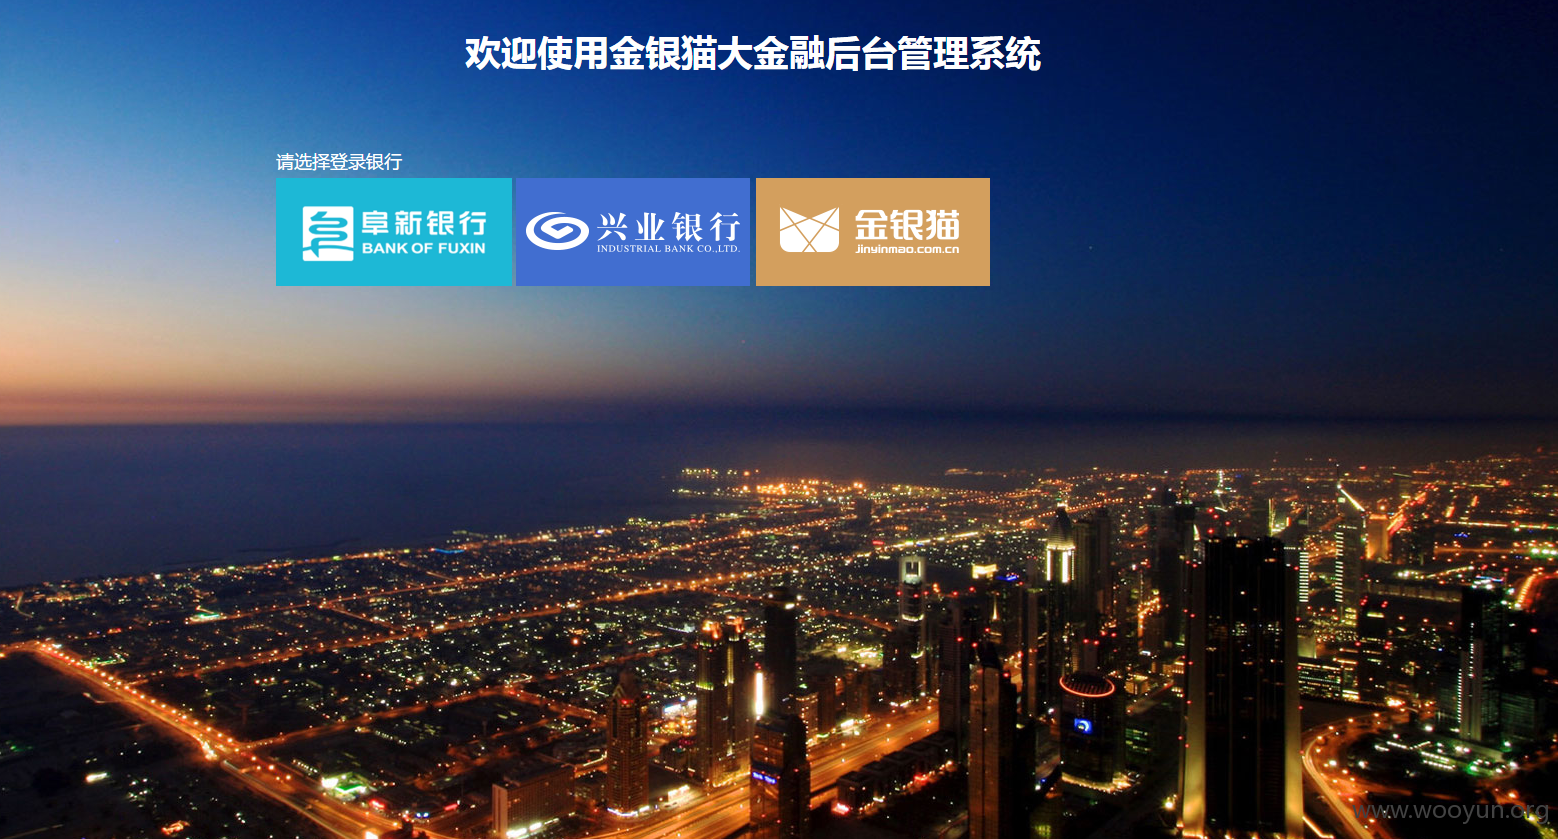 欢迎使用金银猫大金融后台管理系统
请选择登录银行
阜新银行
BANK OF FUXIN
兴业银行
INDUSTRIAL BANK CO.,LTD.
金银猫
Jinyinmao.com.cn
www.wooyun.org